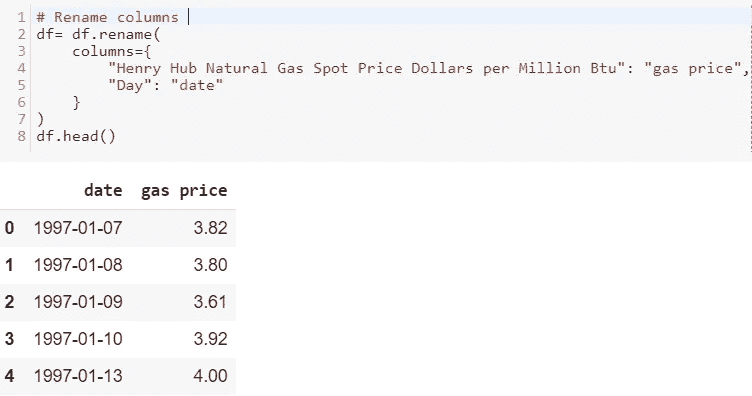 1 # Rename columns
2 df= df.rename(
3     columns={
4         "Henry Hub Natural Gas Spot Price Dollars per Million Btu": "gas price",
5         "Day": "date"
6     }
7 )
8 df.head()
date gas price
0 1997-01-07 3.82
1 1997-01-08 3.80
2 1997-01-09 3.61
3 1997-01-10 3.92
4 1997-01-13 4.00